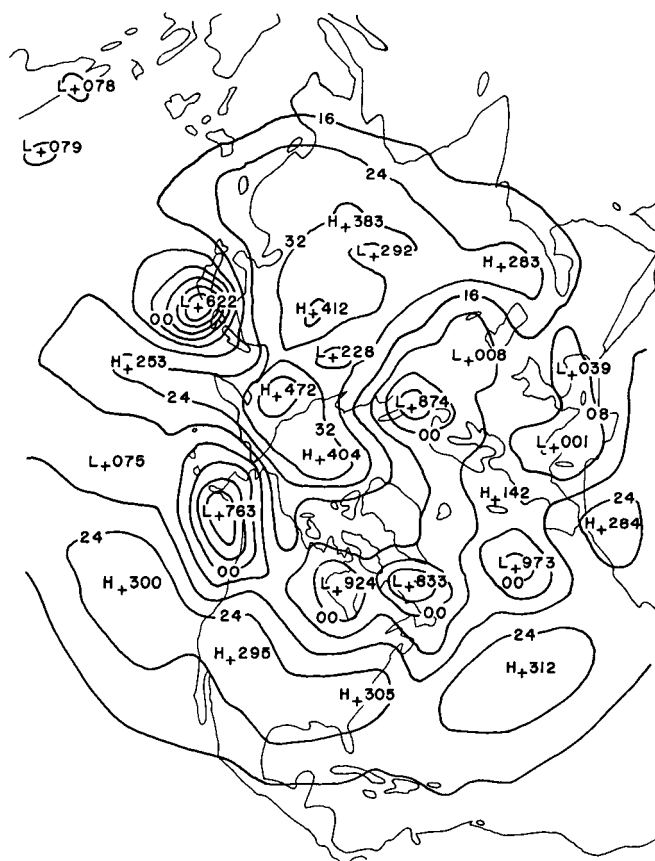 L+078
16
L+079
24
H+383
32
L+292
H+283
16
L+622
00
H+412
L+228
L+008
H+253
L+039
24
H+472
L+874
08
00
32
L+001
H+404
L+075
H+142
24
L+763
H+284
24
00
L+973
H+300
L+924
L+833
00
24
00
00
24
H+295
H+312
H+305